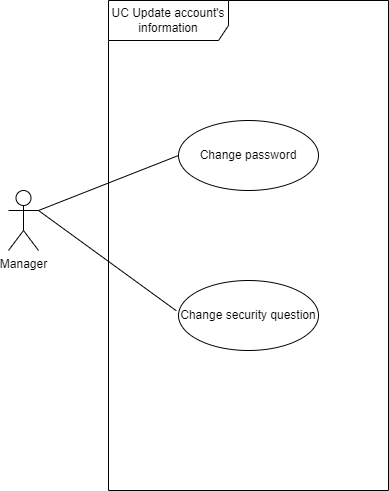 UC Update account's
information
Change password
Manager
Change security question